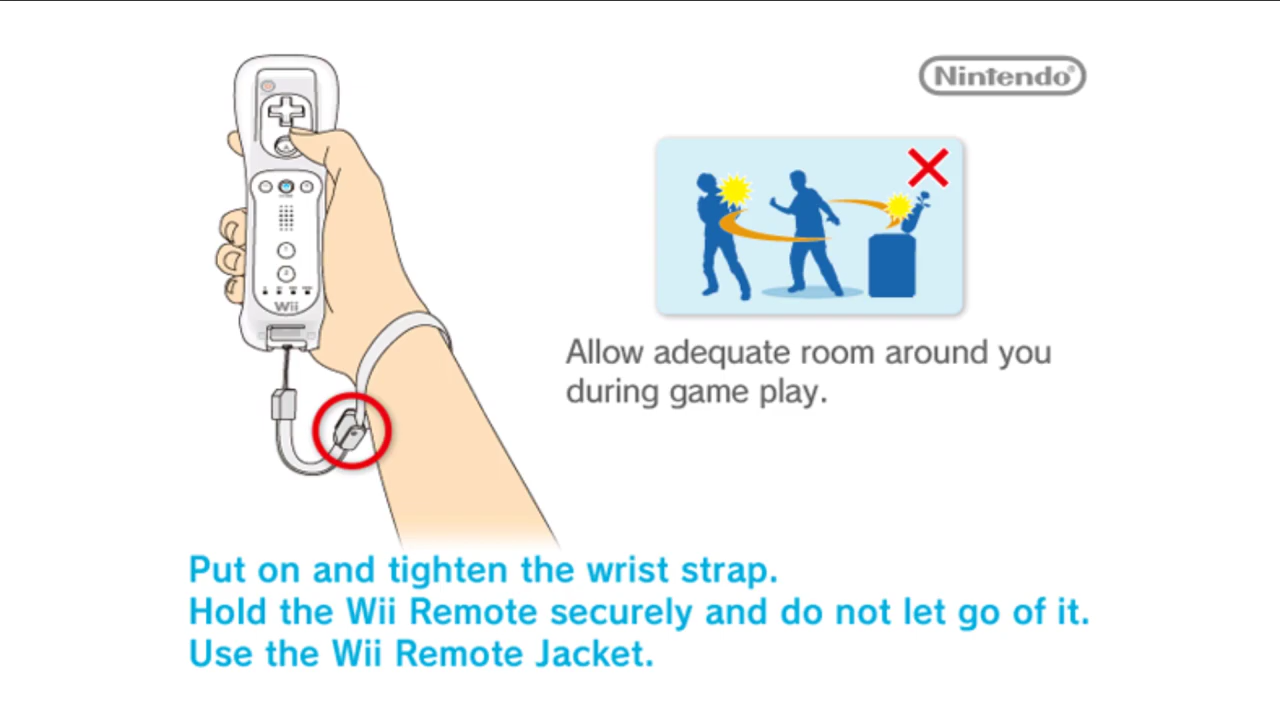 Nintendo®
Wii
Allow adequate room around you
during game play.
Put on and tighten the wrist strap.
Hold the Wii Remote securely and do not let go of it.
Use the Wii Remote Jacket.